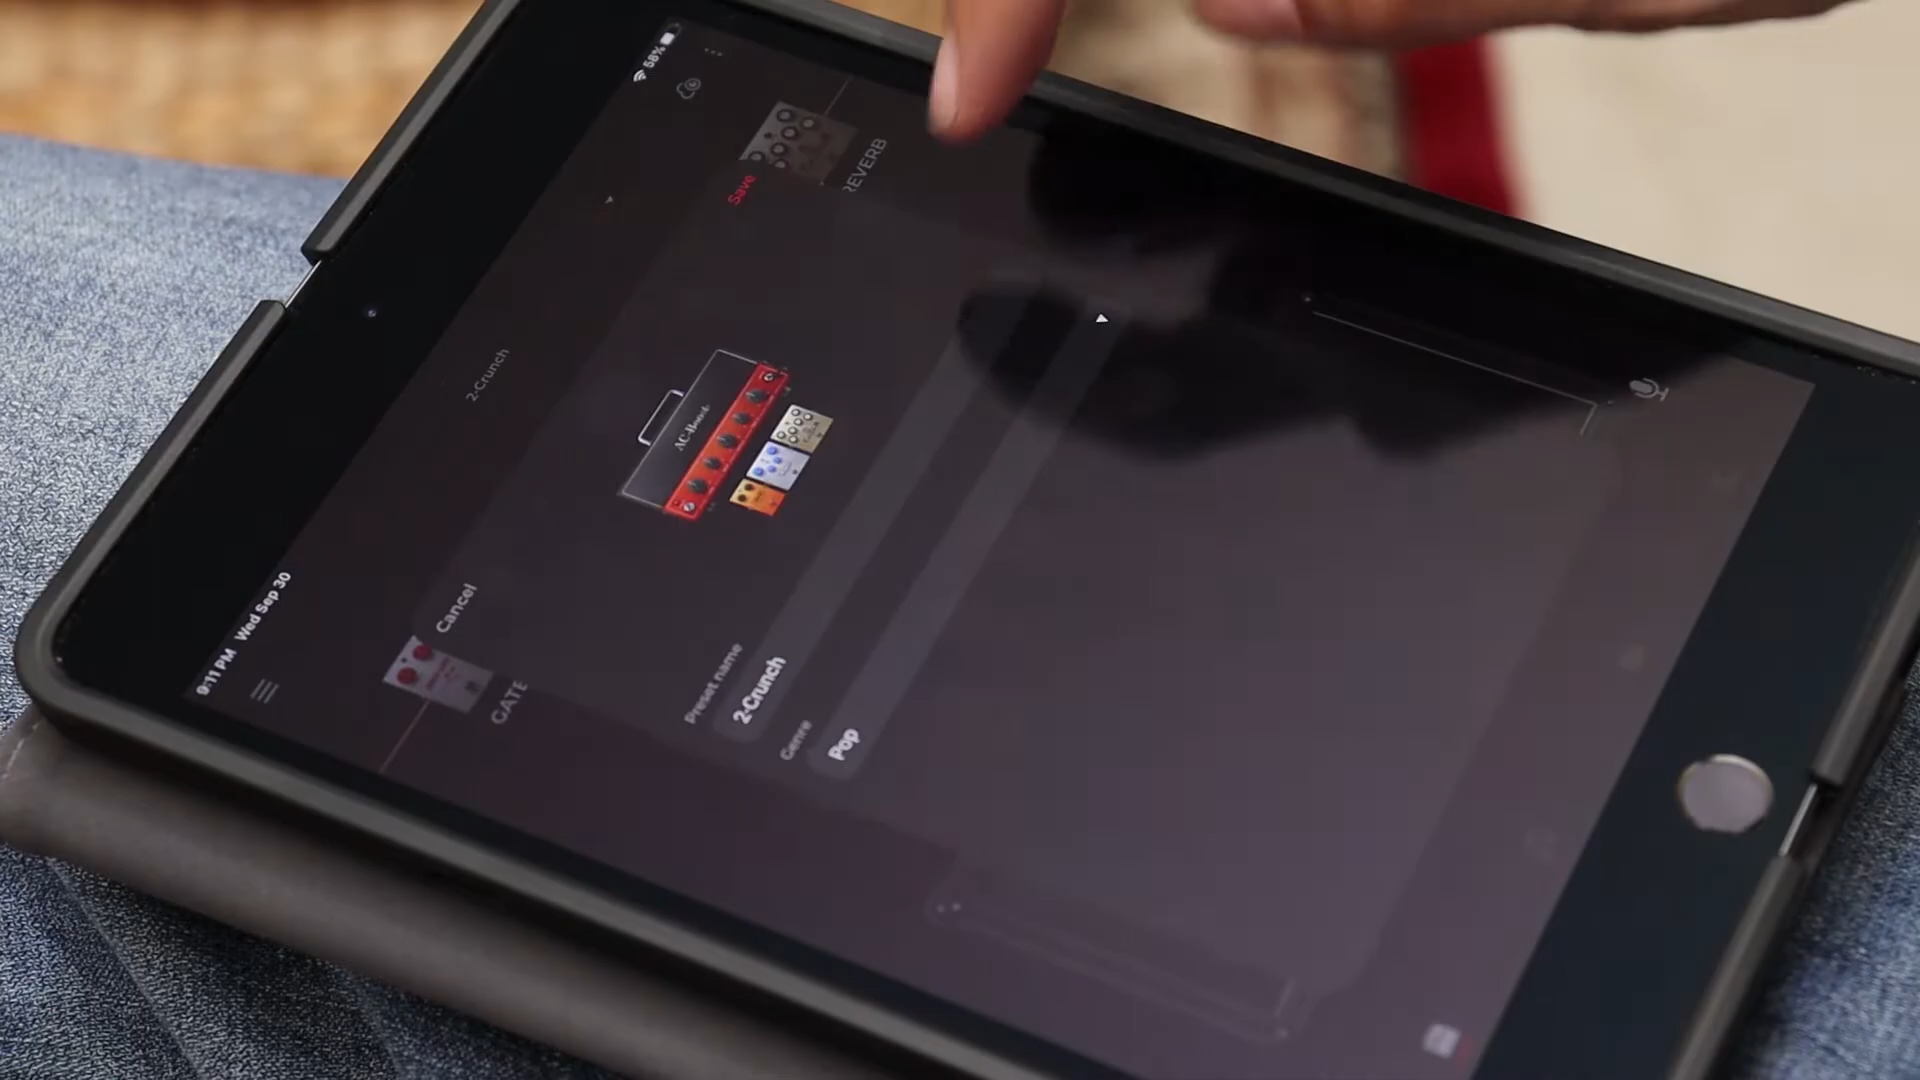 9:11 PM Wed Sep 30
58%
2-Crunch
Cancel
Save
GATE
REVERB
AC Boost
Preset name
2-Crunch
Genre
Pop